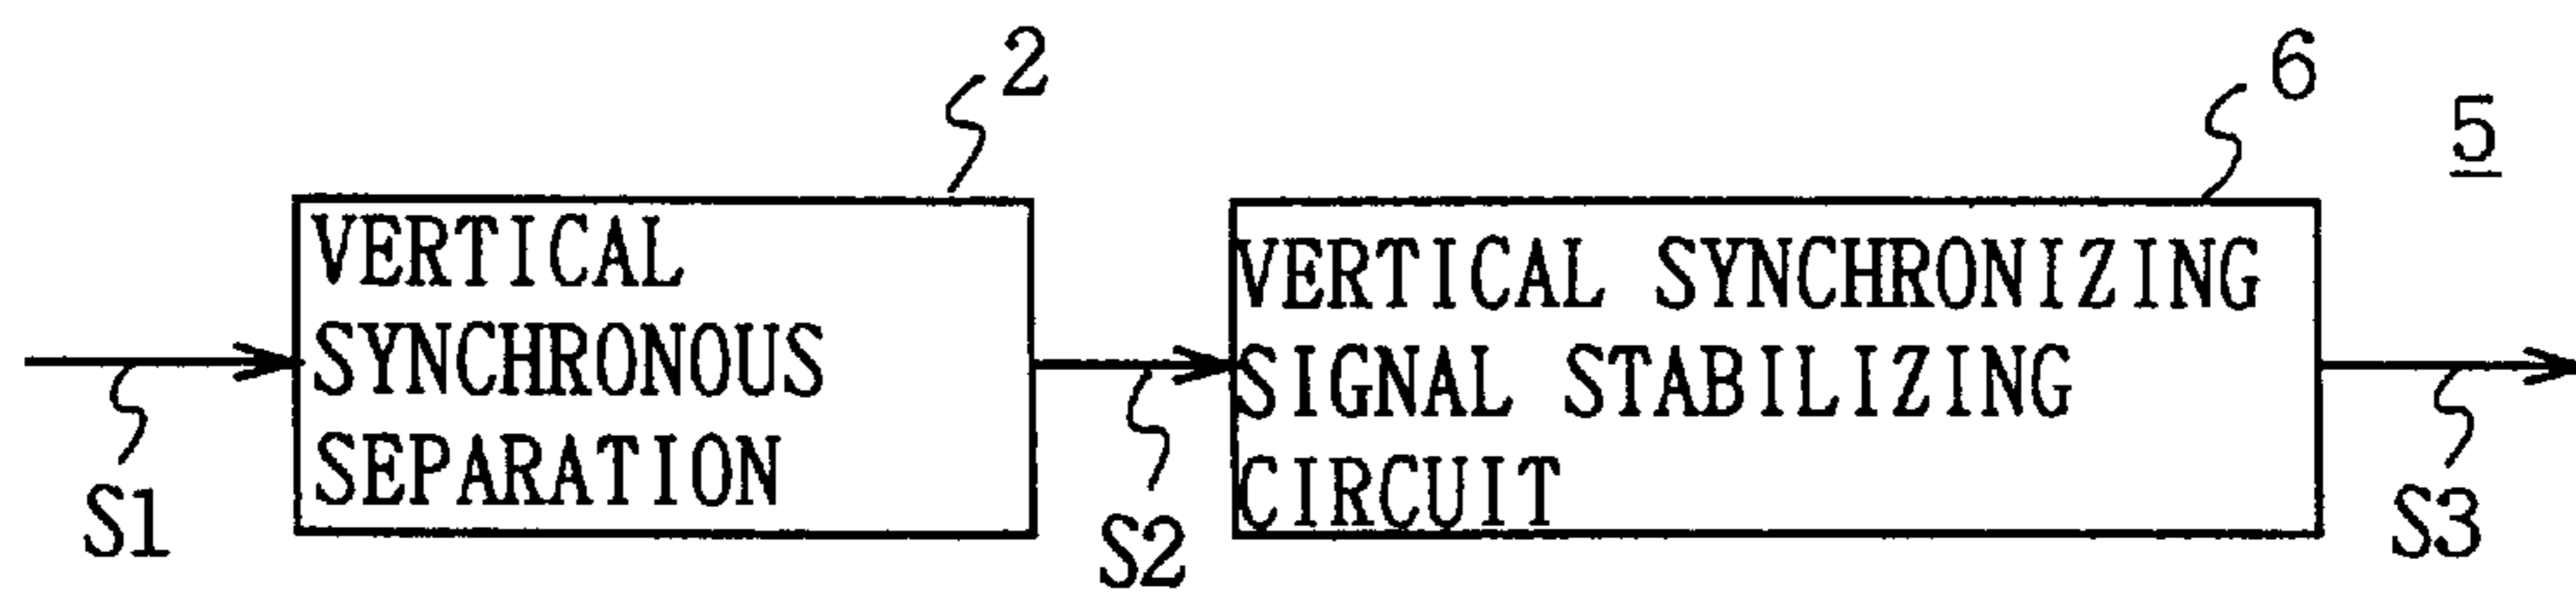 2
6
5
VERTICAL
SYNCHRONOUS
SEPARATION
VERTICAL SYNCHRONIZING
SIGNAL STABILIZING
CIRCUIT
S1
S2
S3